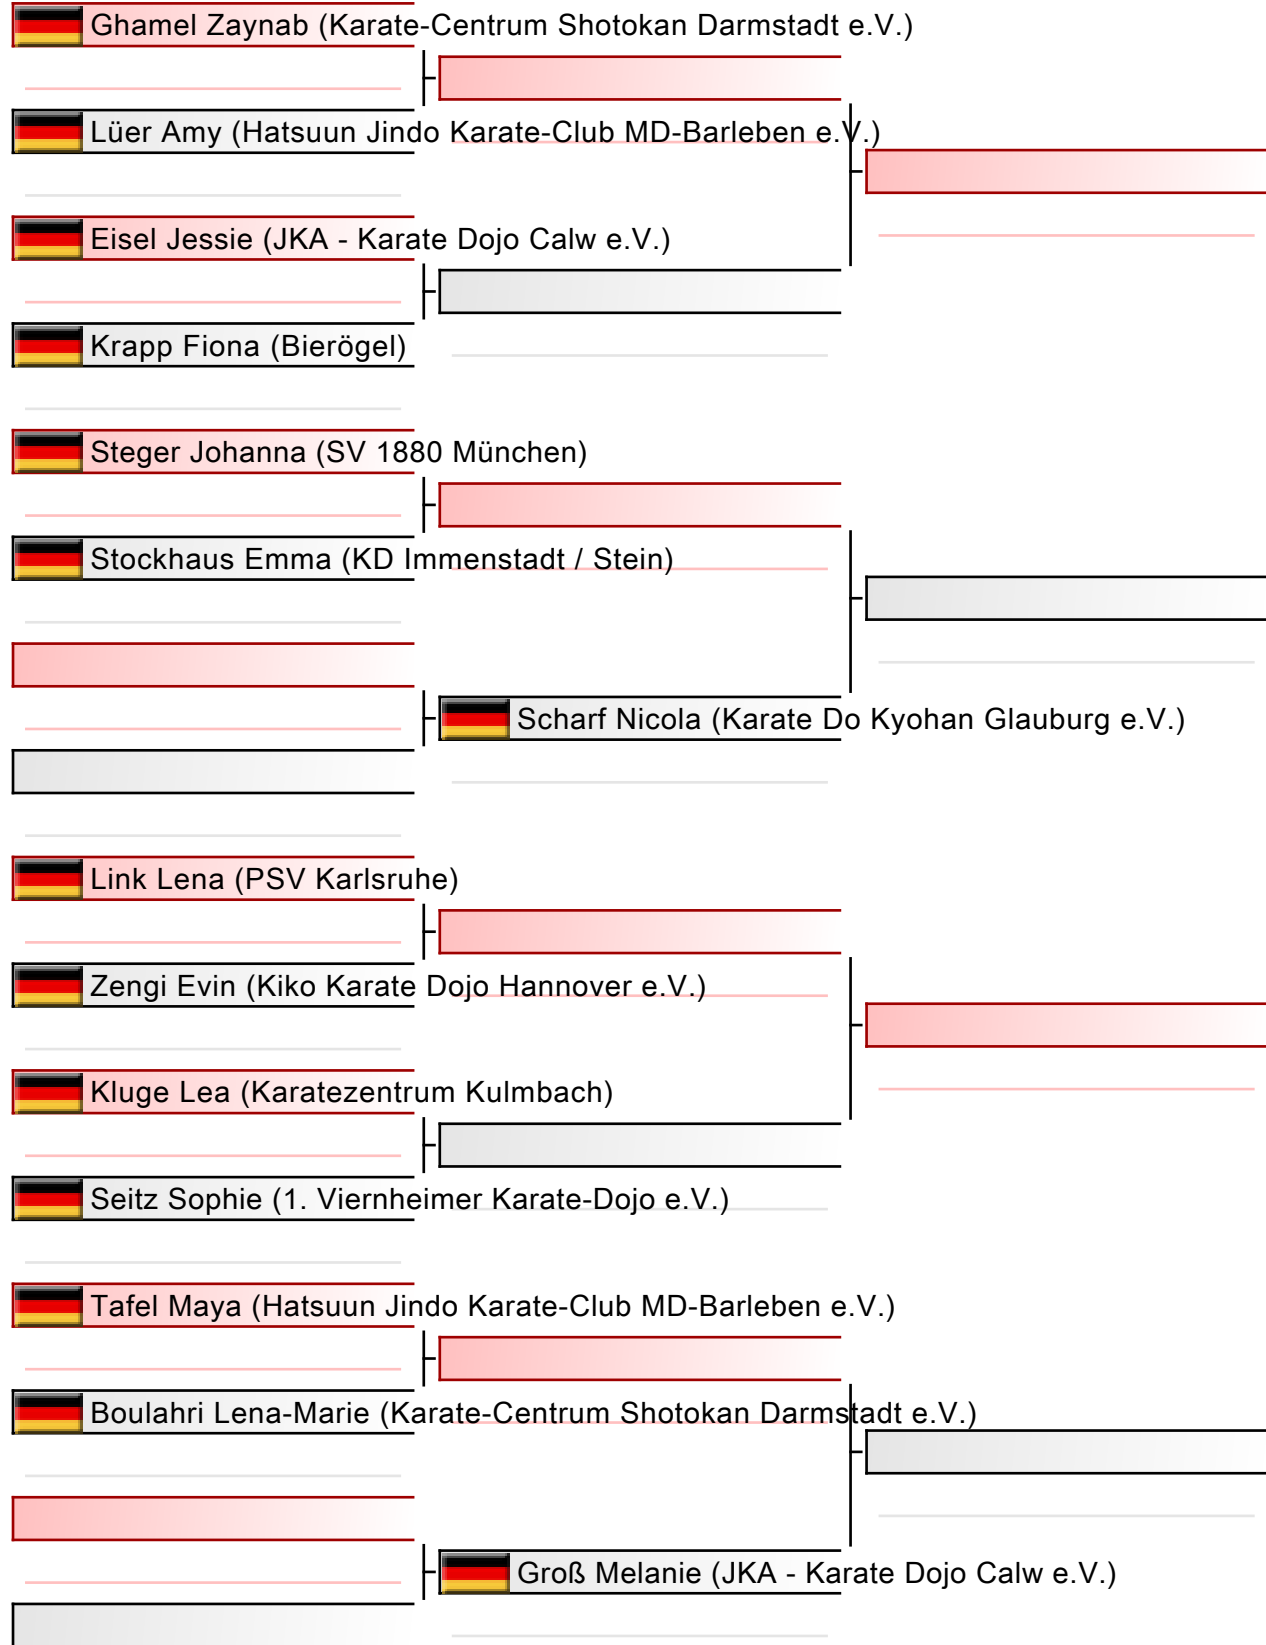 Ghamel Zaynab (Karate-Centrum Shotokan Darmstadt e.V.)
Lüer Amy (Hatsuun Jindo Karate-Club MD-Barleben e.V.)
Eisel Jessie (JKA - Karate Dojo Calw e.V.)
Krapp Fiona (Bierögel)
Steger Johanna (SV 1880 München)
Stockhaus Emma (KD Immenstadt / Stein)
Scharf Nicola (Karate Do Kyohan Glauburg e.V.)
Link Lena (PSV Karlsruhe)
Zengi Evin (Kiko Karate Dojo Hannover e.V.)
Kluge Lea (Karatezentrum Kulmbach)
Seitz Sophie (1. Viernheimer Karate-Dojo e.V.)
Tafel Maya (Hatsuun Jindo Karate-Club MD-Barleben e.V.)
Boulahri Lena-Marie (Karate-Centrum Shotokan Darmstadt e.V.)
Groß Melanie (JKA - Karate Dojo Calw e.V.)